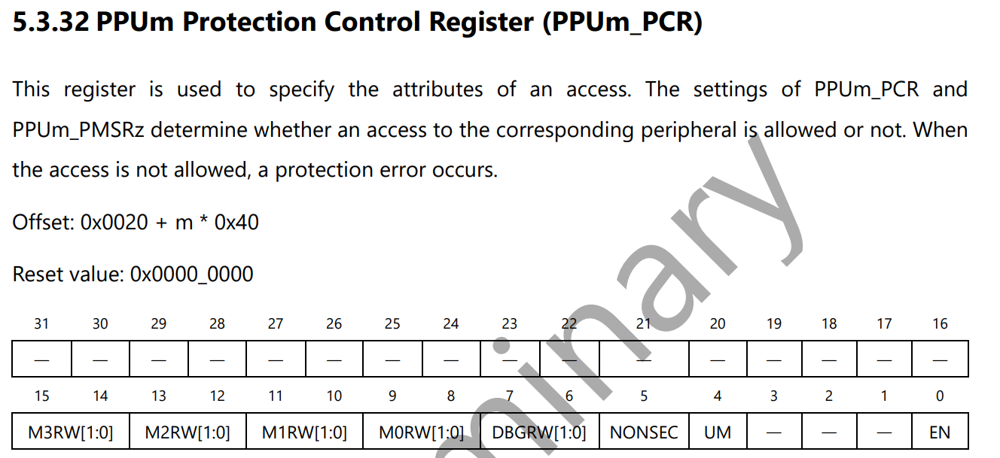 5.3.32 PPUm Protection Control Register (PPUm_PCR)
This register is used to specify the attributes of an access. The settings of PPUm_PCR and
PPUm_PMSRz determine whether an access to the corresponding peripheral is allowed or not. When
the access is not allowed, a protection error occurs.
Offset: 0x0020 + m * 0x40
Reset value: 0x0000_0000
31 30 29 28 27 26 25 24 23 22 21 20 19 18 17 16
— — — — — — — — — — — — — — — —
15 14 13 12 11 10 9 8 7 6 5 4 3 2 1 0
M3RW[1:0] M2RW[1:0] M1RW[1:0] M0RW[1:0] DBGRW[1:0] NONSEC UM — — — EN
minary